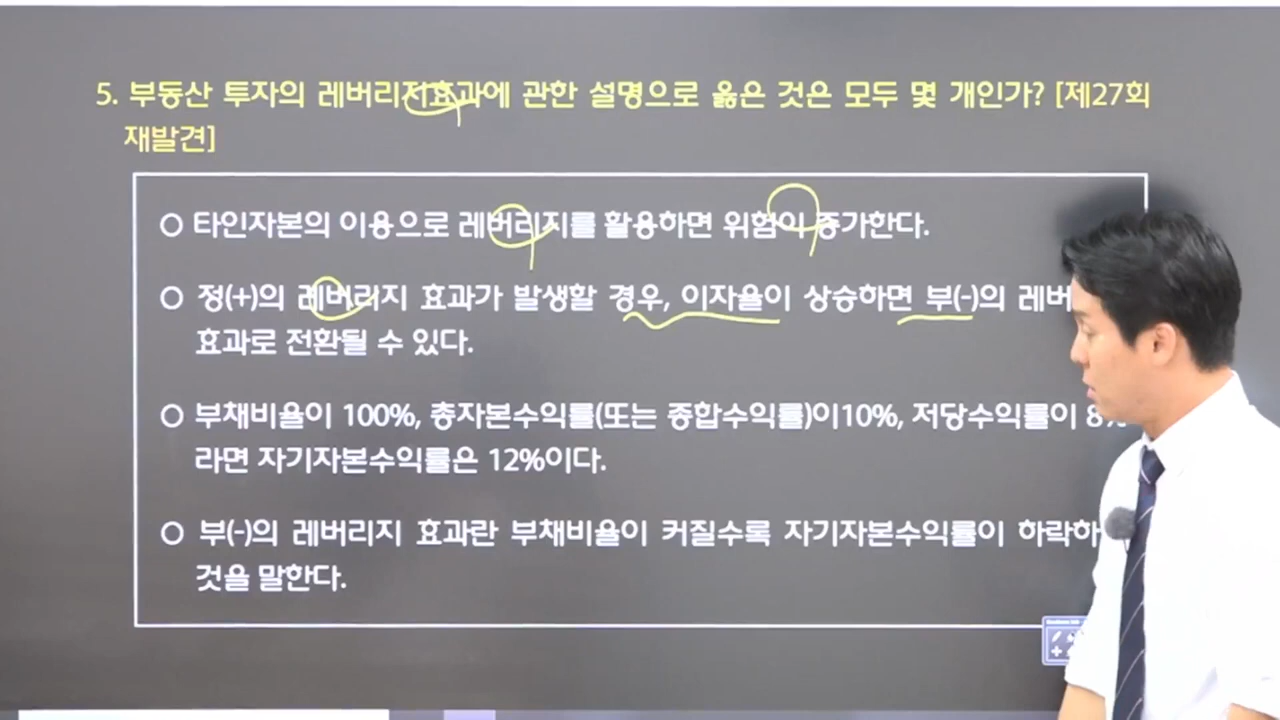 5. 부동산 투자의 레버리지효과에 관한 설명으로 옳은 것은 모두 몇 개인가? [제27회
재발견]
○ 타인자본의 이용으로 레버리지를 활용하면 위험이 증가한다.
○ 정(+)의 레버리지 효과가 발생할 경우, 이자율이 상승하면 부(-)의
효과로 전환될 수 있다.
○ 부채비율이 100%, 총자본수익률(또는 종합수익률)이10%, 저당수익률이 8%
라면 자기자본수익률은 12%이다.
○ 부(-)의 레버리지 효과란 부채비율이 커질수록 자기자본수익률이
것을 말한다.